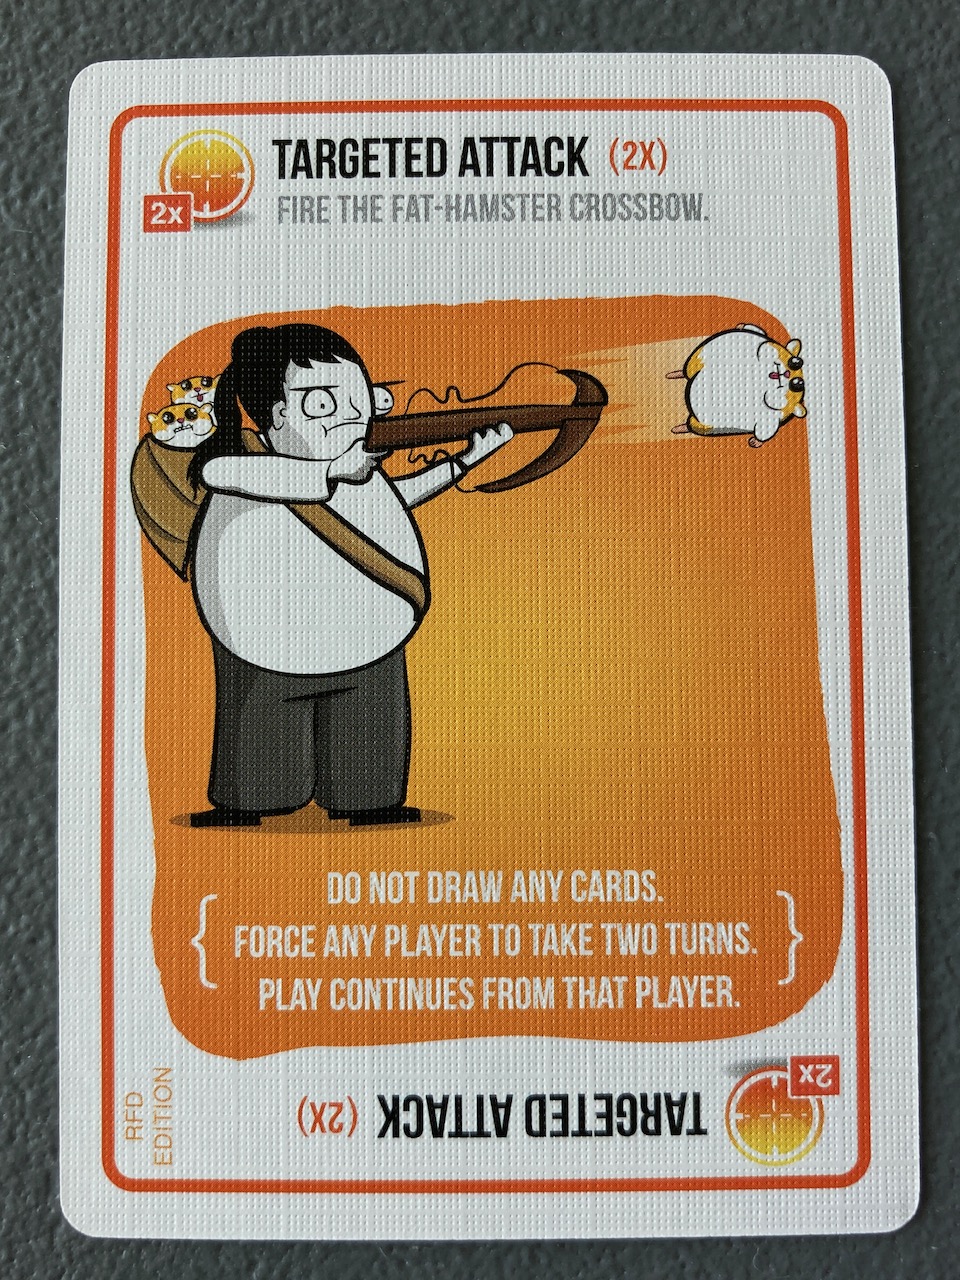 2x TARGETED ATTACK (2X)
FIRE THE FAT-HAMSTER CROSSBOW.
DO NOT DRAW ANY CARDS.
{ FORCE ANY PLAYER TO TAKE TWO TURNS. }
PLAY CONTINUES FROM THAT PLAYER.
RFD
EDITION
2x TARGETED ATTACK (2X)